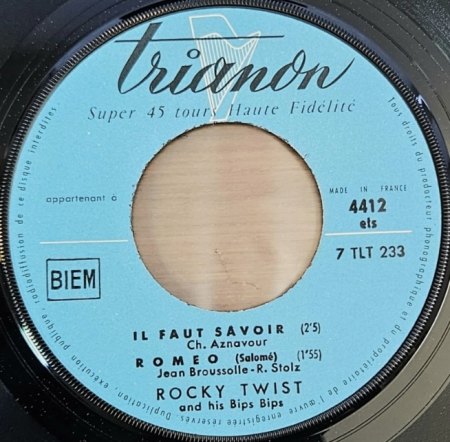 trianon
Super 45 tours Haute Fidélité
appartenant à
MADE IN FRANCE
4412
els
7 TLT 233
BIEM
IL FAUT SAVOIR (2'5)
Ch. Aznavour
ROMEO (Salomé) (1'55)
Jean Broussolle - R. Stolz
ROCKY TWIST
and his Bips Bips
Tous droits du producteur phonographique et du propriétaire de l'œuvre enregistrée réservés. Duplication, exécution publique, radiodiffusion de ce disque interdites.